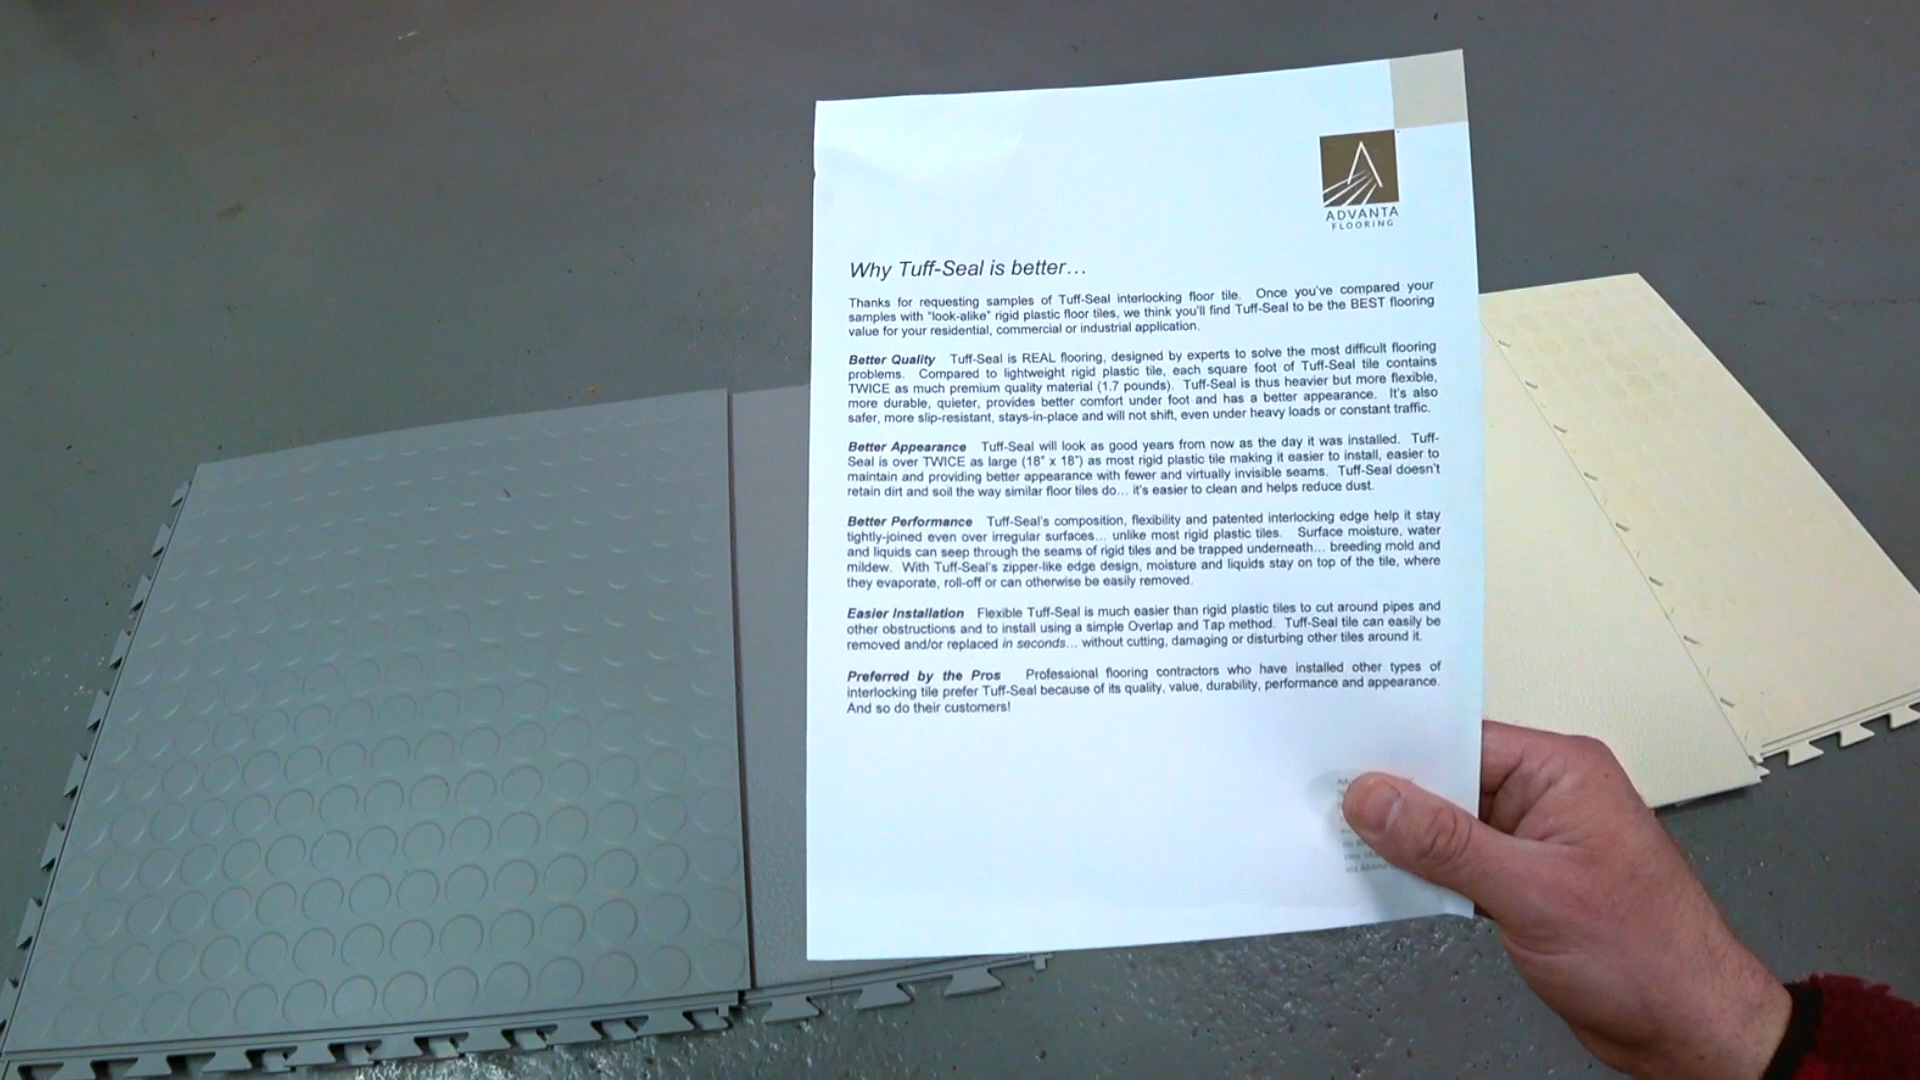 ADVANTA
FLOORING
Why Tuff-Seal is better…
Thanks for requesting samples of Tuff-Seal interlocking floor tile. Once you've compared your
samples with "look-alike" rigid plastic floor tiles, we think you'll find Tuff-Seal to be the BEST flooring
value for your residential, commercial or industrial application.
Better Quality Tuff-Seal is REAL flooring, designed by experts to solve the most difficult flooring
problems. Compared to lightweight rigid plastic tile, each square foot of Tuff-Seal tile contains
TWICE as much premium quality material (1.7 pounds). Tuff-Seal is thus heavier but more flexible,
more durable, quieter, provides better comfort under foot and has a better appearance. It's also
safer, more slip-resistant, stays-in-place and will not shift, even under heavy loads or constant traffic.
Better Appearance Tuff-Seal will look as good years from now as the day it was installed. Tuff-
Seal is over TWICE as large (18" x 18") as most rigid plastic tile making it easier to install, easier to
maintain and providing better appearance with fewer and virtually invisible seams. Tuff-Seal doesn't
retain dirt and soil the way similar floor tiles do… it's easier to clean and helps reduce dust.
Better Performance Tuff-Seal's composition, flexibility and patented interlocking edge help it stay
tightly-joined even over irregular surfaces… unlike most rigid plastic tiles. Surface moisture, water
and liquids can seep through the seams of rigid tiles and be trapped underneath… breeding mold and
mildew. With Tuff-Seal's zipper-like edge design, moisture and liquids stay on top of the tile, where
they evaporate, roll-off or can otherwise be easily removed.
Easier Installation Flexible Tuff-Seal is much easier than rigid plastic tiles to cut around pipes and
other obstructions and to install using a simple Overlap and Tap method. Tuff-Seal tile can easily be
removed and/or replaced in seconds… without cutting, damaging or disturbing other tiles around it.
Preferred by the Pros Professional flooring contractors who have installed other types of
interlocking tile prefer Tuff-Seal because of its quality, value, durability, performance and appearance.
And so do their customers!